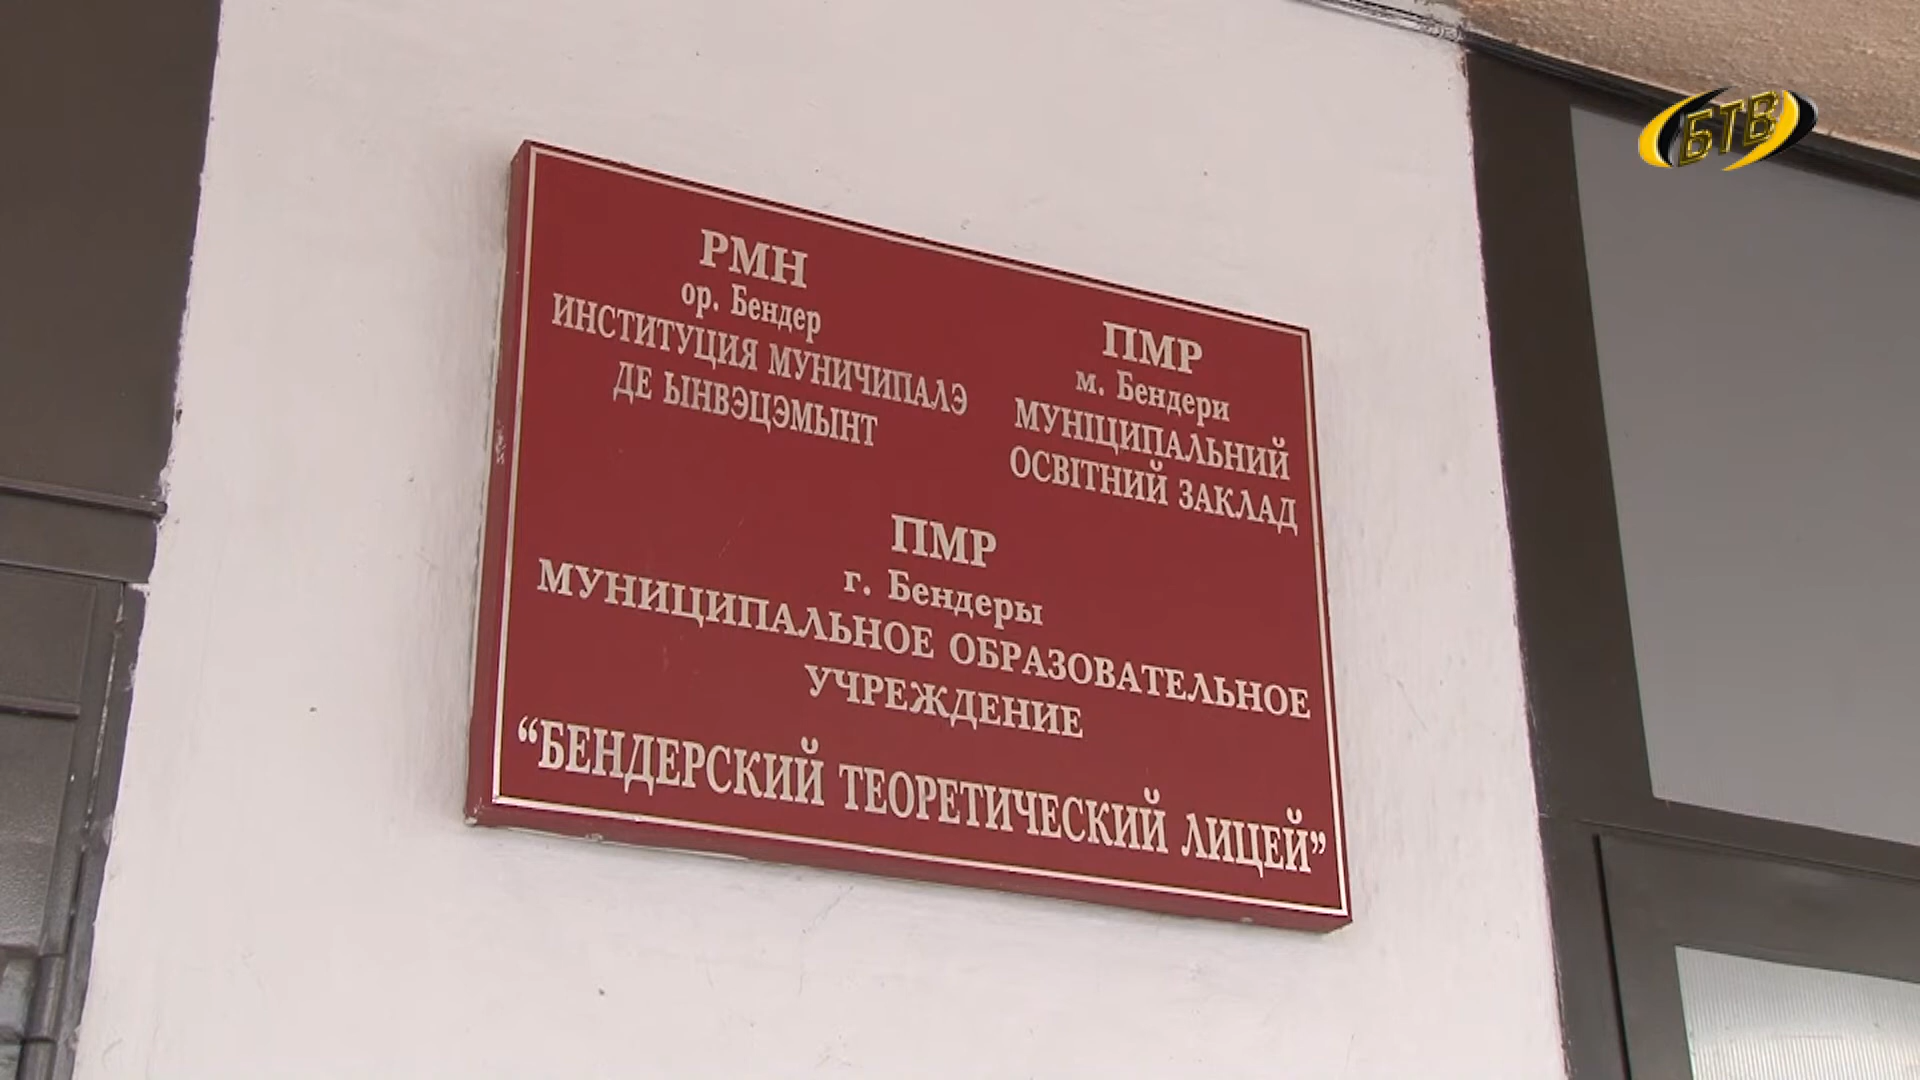 РМН
ор. Бендер
ИНСТИТУЦИЯ МУНИЧИПАЛЭ
ДЕ ЫНВЭЦЭМЫНТ
ПМР
м. Бендери
МУНІЦИПАЛЬНИЙ
ОСВІТНИЙ ЗАКЛАД
ПМР
г. Бендеры
МУНИЦИПАЛЬНОЕ ОБРАЗОВАТЕЛЬНОЕ
УЧРЕЖДЕНИЕ
“БЕНДЕРСКИЙ ТЕОРЕТИЧЕСКИЙ ЛИЦЕЙ”
БТВ